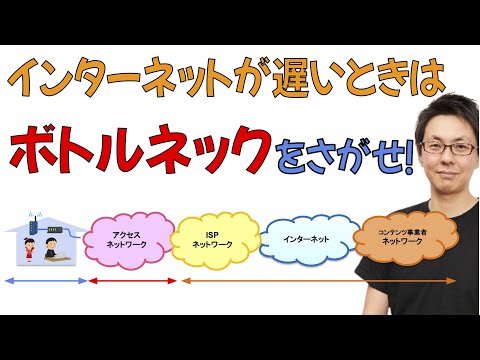 インターネットが遅いときは
ボトルネックをさがせ!
アクセス
ネットワーク
ISP
ネットワーク
インターネット
コンテンツ事業者
ネットワーク